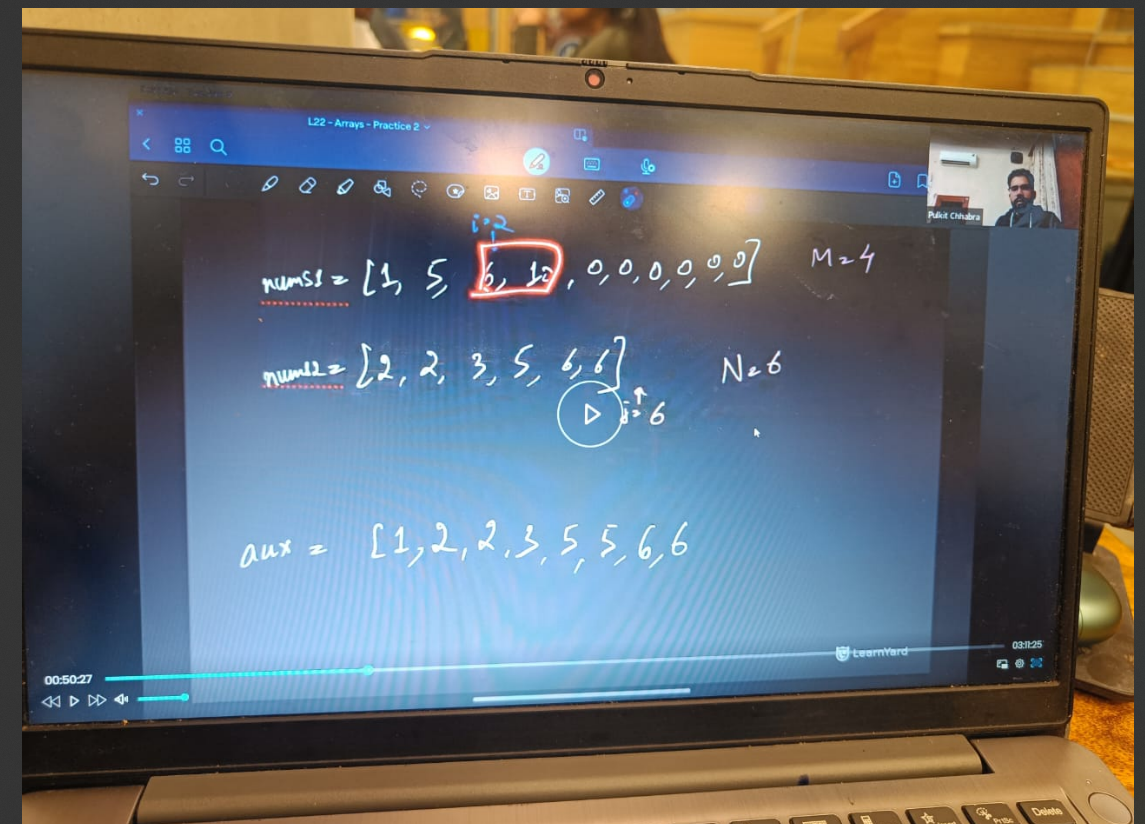 L22 - Arrays - Practice 2
Pulkit Chhabra
i=2
nums1 = [1, 5, 6, 10, 0, 0, 0, 0, 0, 0] M=4
nums2 = [2, 2, 3, 5, 6, 6] N=6
j=6
aux = [1, 2, 2, 3, 5, 5, 6, 6
LearnYard
03:11:25
00:50:27
PrtSc
Delete